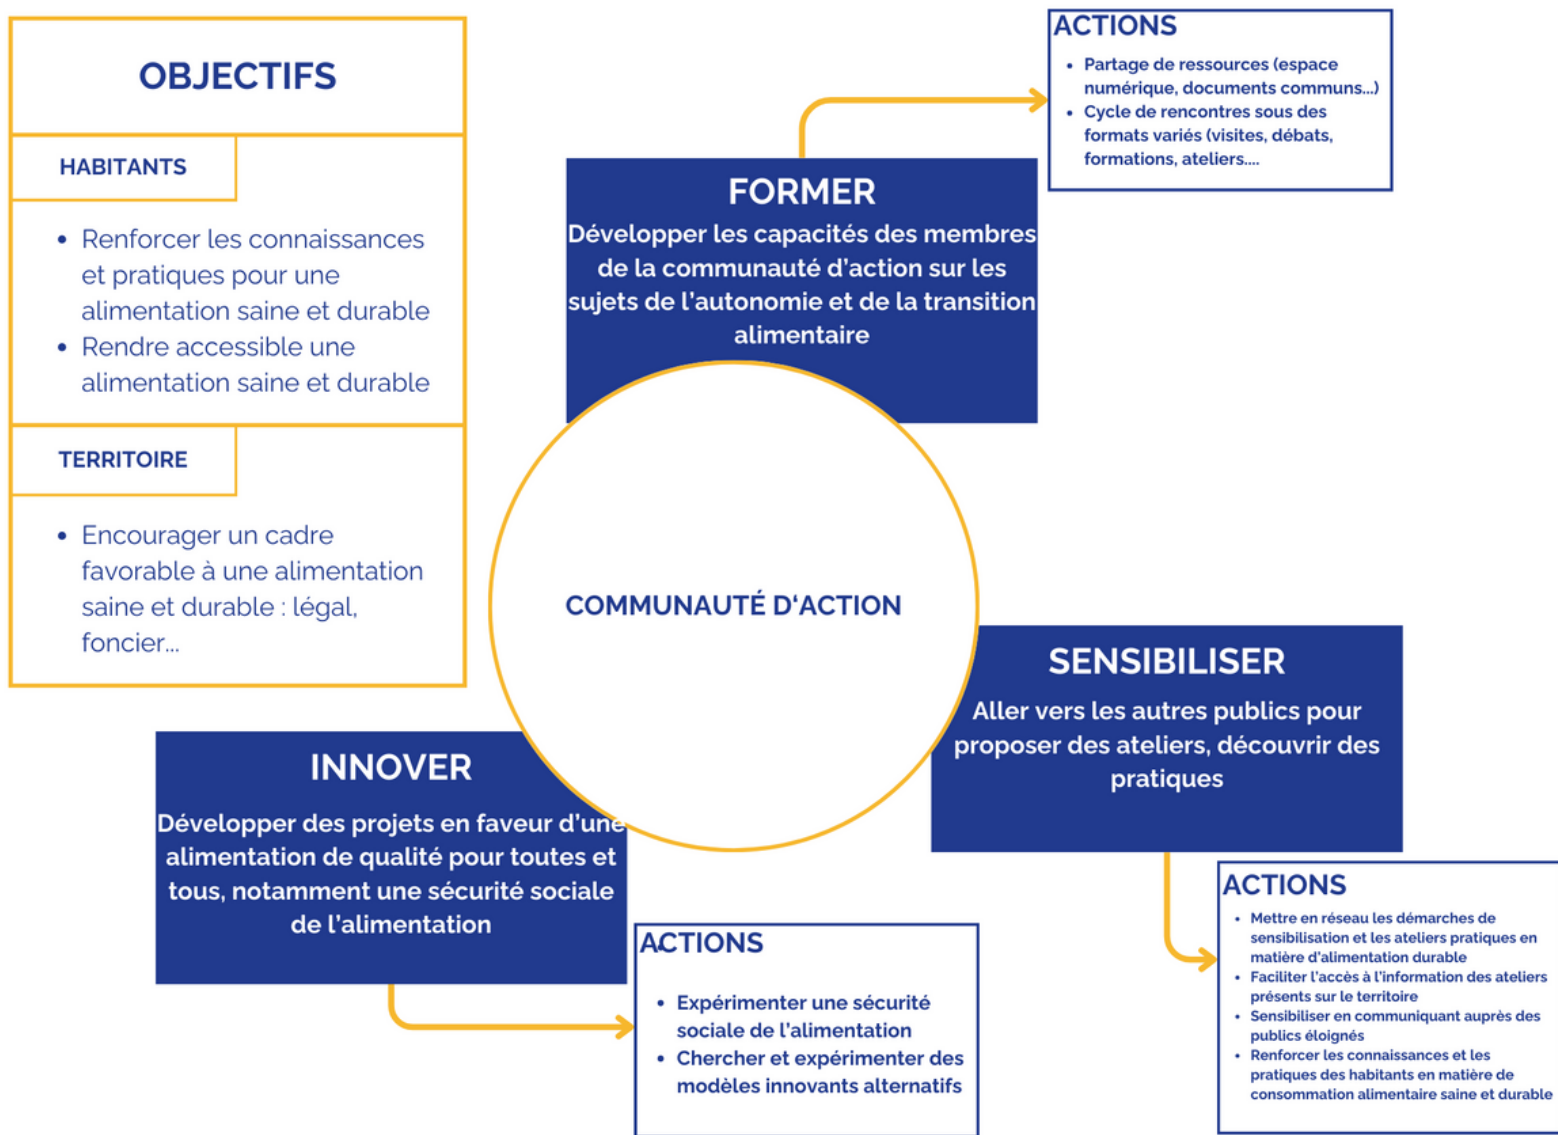 OBJECTIFS
HABITANTS
• Renforcer les connaissances
et pratiques pour une
alimentation saine et durable
• Rendre accessible une
alimentation saine et durable
TERRITOIRE
• Encourager un cadre
favorable à une alimentation
saine et durable : légal,
foncier...
ACTIONS
• Partage de ressources (espace
numérique, documents communs...)
• Cycle de rencontres sous des
formats variés (visites, débats,
formations, ateliers....
FORMER
Développer les capacités des membres
de la communauté d'action sur les
sujets de l'autonomie et de la transition
alimentaire
COMMUNAUTÉ D'ACTION
SENSIBILISER
Aller vers les autres publics pour
proposer des ateliers, découvrir des
pratiques
ACTIONS
• Mettre en réseau les démarches de
sensibilisation et les ateliers pratiques en
matière d'alimentation durable
• Faciliter l'accès à l'information des ateliers
présents sur le territoire
• Sensibiliser en communiquant auprès des
publics éloignés
• Renforcer les connaissances et les
pratiques des habitants en matière de
consommation alimentaire saine et durable
INNOVER
Développer des projets en faveur d'une
alimentation de qualité pour toutes et
tous, notamment une sécurité sociale
de l'alimentation
ACTIONS
• Expérimenter une sécurité
sociale de l'alimentation
• Chercher et expérimenter des
modèles innovants alternatifs